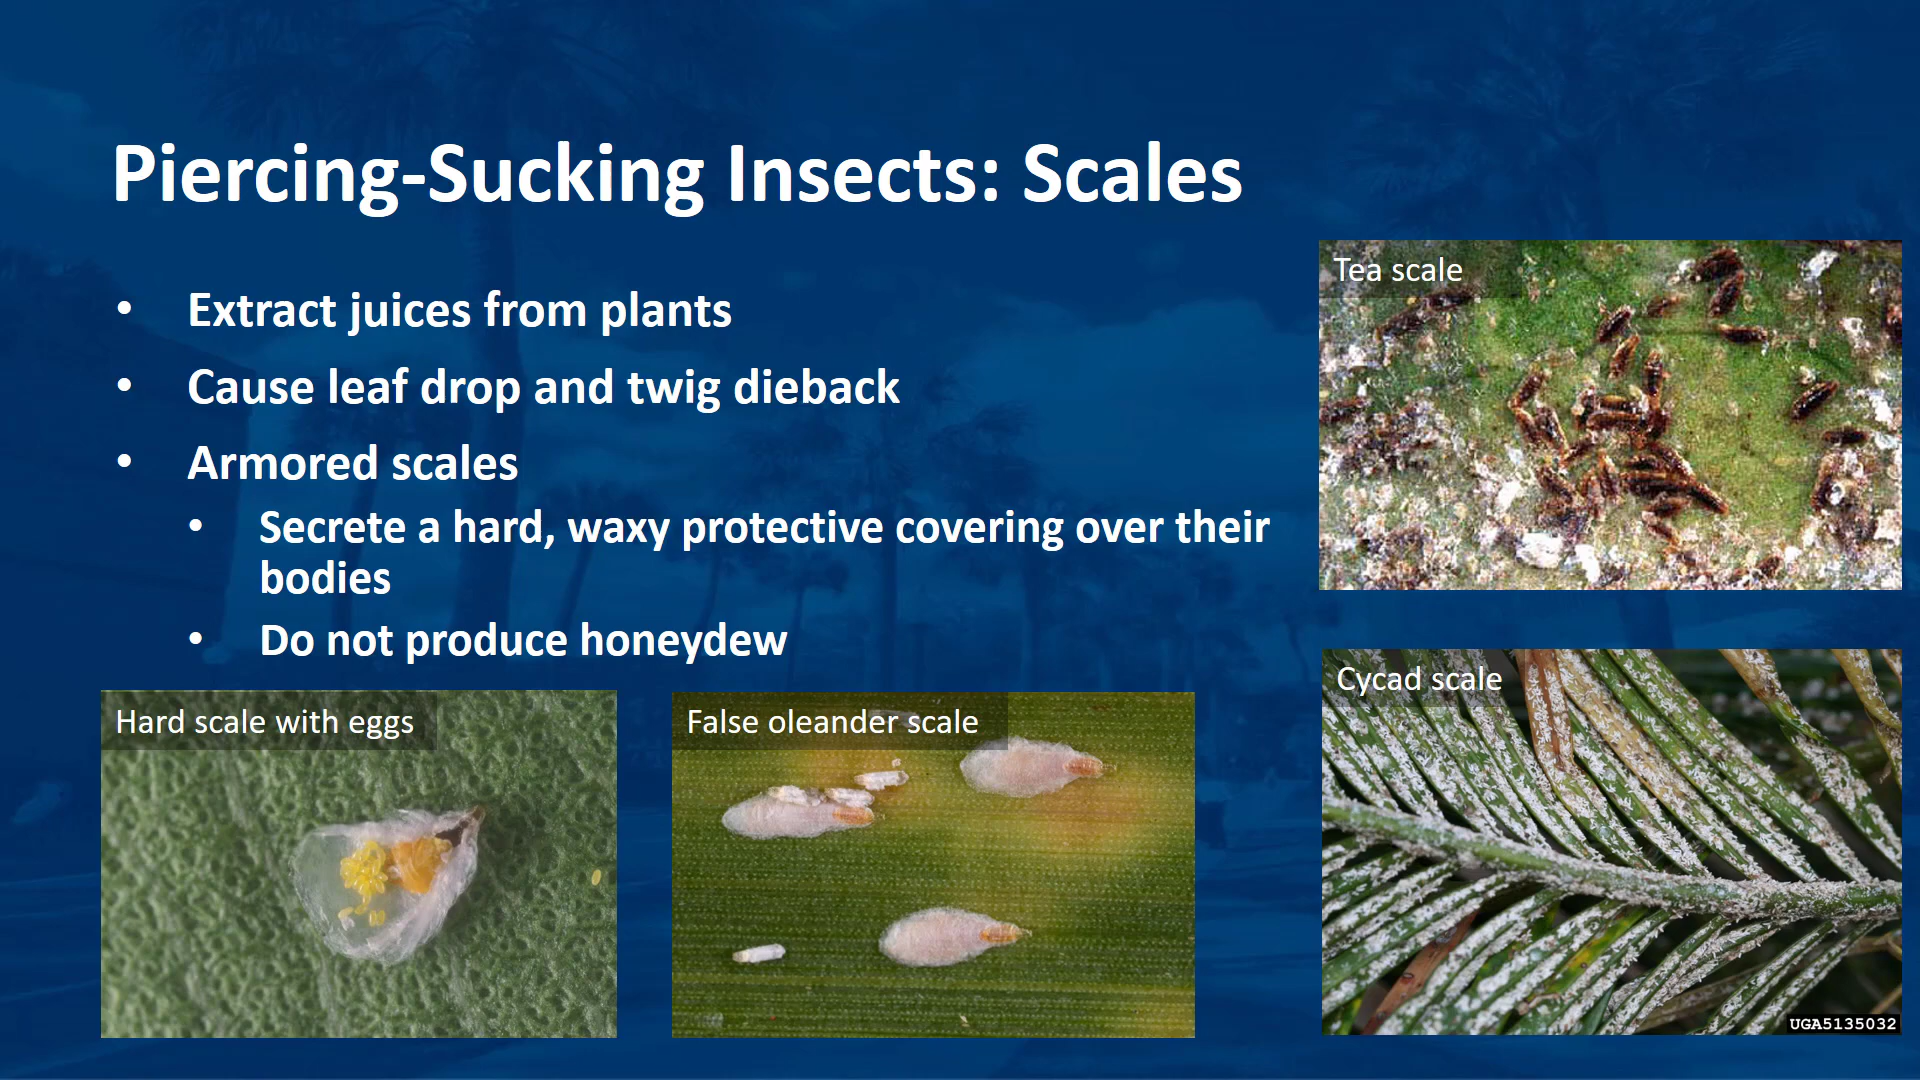 Piercing-Sucking Insects: Scales
• Extract juices from plants
• Cause leaf drop and twig dieback
• Armored scales
• Secrete a hard, waxy protective covering over their
bodies
• Do not produce honeydew
Tea scale
Hard scale with eggs
False oleander scale
Cycad scale
UGA5135032